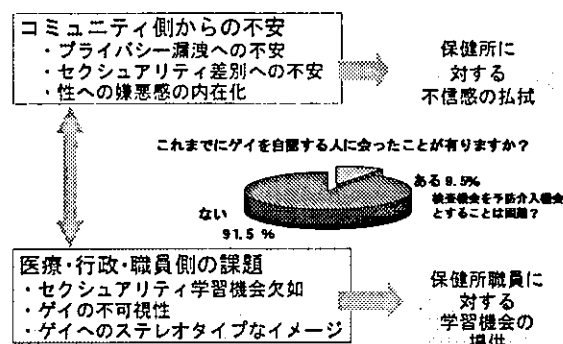 コミュニティ側からの不安
・プライバシー漏洩への不安
・セクシュアリティ差別への不安
・性への嫌悪感の内在化
保健所に
対する
不信感の払拭
これまでにゲイを自認する人に会ったことが有りますか？
ある 9.5%
検査機会を予防介入機会
とすることは困難？
ない
91.5 %
医療・行政・職員側の課題
・セクシュアリティ学習機会欠如
・ゲイの不可視性
・ゲイへのステレオタイプなイメージ
保健所職員に
対する
学習機会の
提供